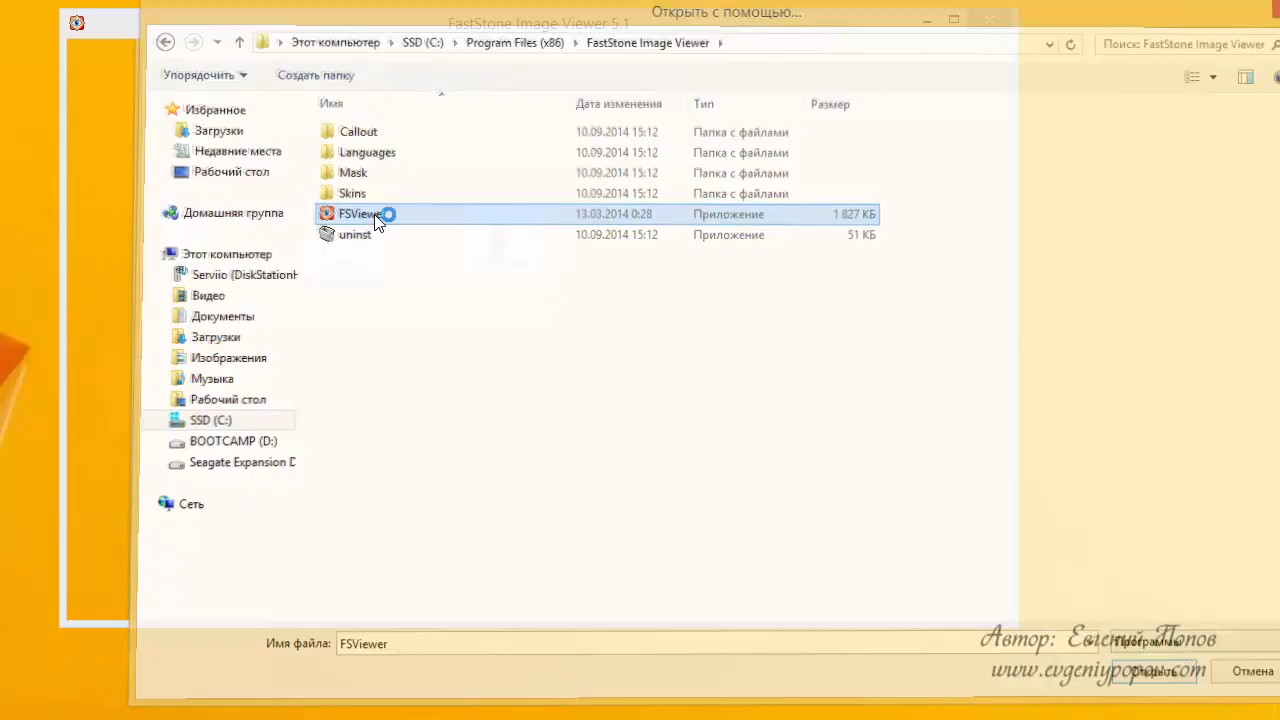 FastStone Image Viewer 5.1
Открыть с помощью...
Этот компьютер
SSD (C:)
Program Files (x86)
FastStone Image Viewer
Поиск: FastStone Image Viewer
Упорядочить
Создать папку
Имя
Дата изменения
Тип
Размер
Избранное
Загрузки
Недавние места
Рабочий стол
Домашняя группа
Этот компьютер
Serviio (DiskStationH
Видео
Документы
Загрузки
Изображения
Музыка
Рабочий стол
SSD (C:)
BOOTCAMP (D:)
Seagate Expansion D
Сеть
Callout 10.09.2014 15:12 Папка с файлами
Languages 10.09.2014 15:12 Папка с файлами
Mask 10.09.2014 15:12 Папка с файлами
Skins 10.09.2014 15:12 Папка с файлами
FSViewer 13.03.2014 0:28 Приложение 1 827 КБ
uninst 10.09.2014 15:12 Приложение 51 КБ
Имя файла: FSViewer
Программы
Открыть
Отмена
Автор: Евгений Попов
www.evgeniypopov.com